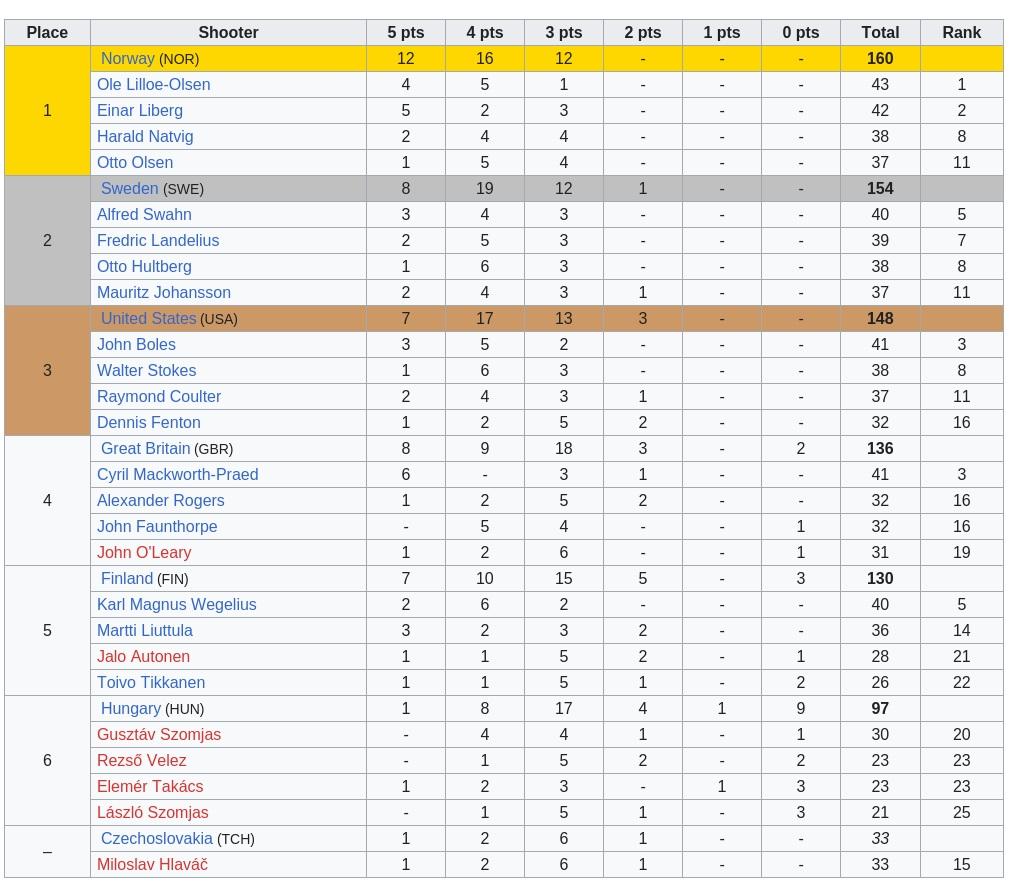 Place Shooter 5 pts 4 pts 3 pts 2 pts 1 pts 0 pts Total Rank
1 Norway (NOR) 12 16 12 - - - 160
Ole Lilloe-Olsen 4 5 1 - - - 43 1
Einar Liberg 5 2 3 - - - 42 2
Harald Natvig 2 4 4 - - - 38 8
Otto Olsen 1 5 4 - - - 37 11
2 Sweden (SWE) 8 19 12 1 - - 154
Alfred Swahn 3 4 3 - - - 40 5
Fredric Landelius 2 5 3 - - - 39 7
Otto Hultberg 1 6 3 - - - 38 8
Mauritz Johansson 2 4 3 1 - - 37 11
3 United States (USA) 7 17 13 3 - - 148
John Boles 3 5 2 - - - 41 3
Walter Stokes 1 6 3 - - - 38 8
Raymond Coulter 2 4 3 1 - - 37 11
Dennis Fenton 1 2 5 2 - - 32 16
4 Great Britain (GBR) 8 9 18 3 - 2 136
Cyril Mackworth-Praed 6 - 3 1 - - 41 3
Alexander Rogers 1 2 5 2 - - 32 16
John Faunthorpe - 5 4 - - 1 32 16
John O'Leary 1 2 6 - - 1 31 19
5 Finland (FIN) 7 10 15 5 - 3 130
Karl Magnus Wegelius 2 6 2 - - - 40 5
Martti Liuttula 3 2 3 2 - - 36 14
Jalo Autonen 1 1 5 2 - 1 28 21
Toivo Tikkanen 1 1 5 1 - 2 26 22
6 Hungary (HUN) 1 8 17 4 1 9 97
Gusztáv Szomjas - 4 4 1 - 1 30 20
Rezső Velez - 1 5 2 - 2 23 23
Elemér Takács 1 2 3 - 1 3 23 23
László Szomjas - 1 5 1 - 3 21 25
– Czechoslovakia (TCH) 1 2 6 1 - - 33
Miloslav Hlaváč 1 2 6 1 - - 33 15